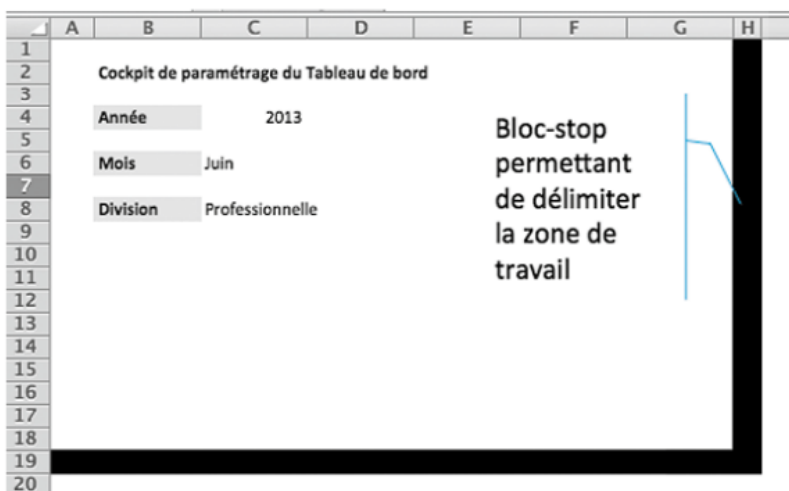 A B C D E F G H
1
2 Cockpit de paramétrage du Tableau de bord
3
4 Année 2013
5
6 Mois Juin
7
8 Division Professionnelle
9
10
11
12
13
14
15
16
17
18
19
20
Bloc-stop
permettant
de délimiter
la zone de
travail